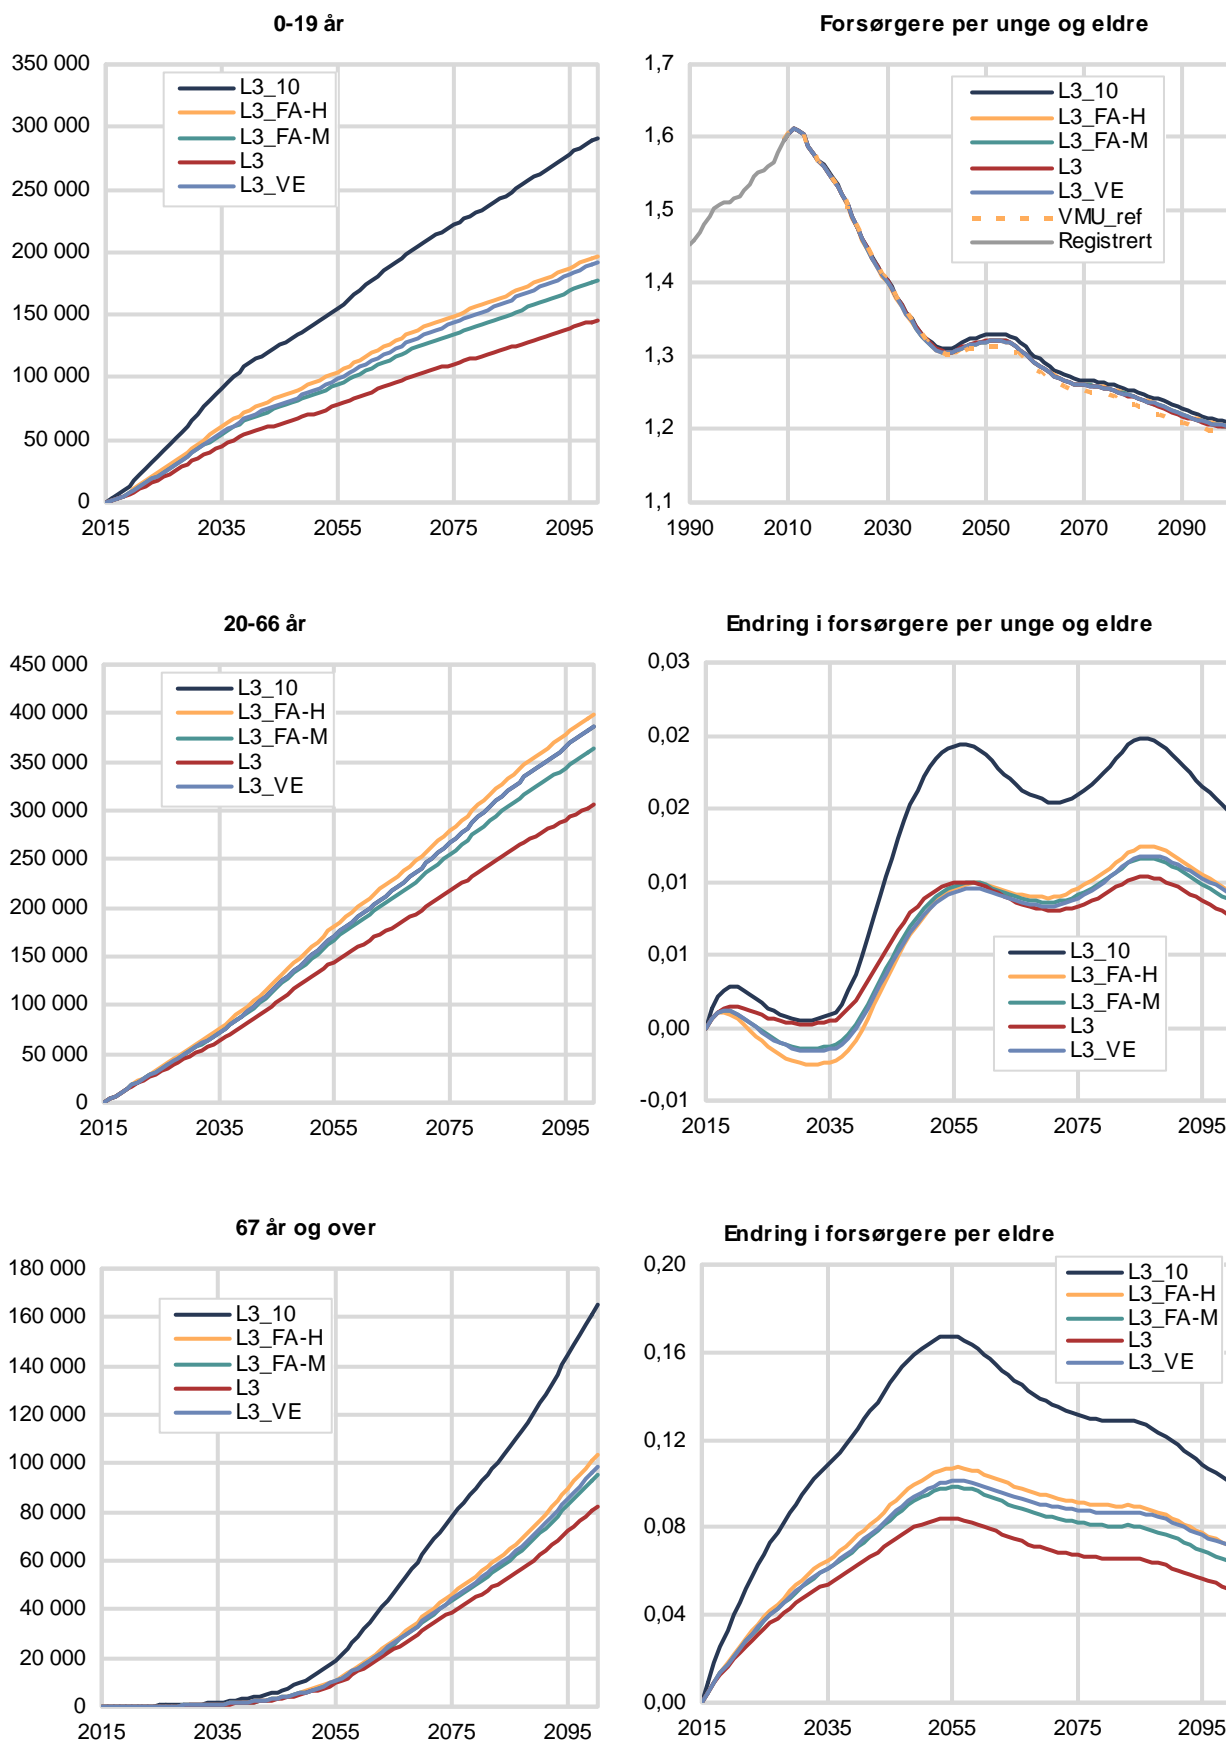 0-19 år
350 000
300 000
250 000
200 000
150 000
100 000
50 000
0
L3_10
L3_FA-H
L3_FA-M
L3
L3_VE
2015 2035 2055 2075 2095
Forsørgere per unge og eldre
1,7
1,6
1,5
1,4
1,3
1,2
1,1
L3_10
L3_FA-H
L3_FA-M
L3
L3_VE
VMU_ref
Registrert
1990 2010 2030 2050 2070 2090
20-66 år
450 000
400 000
350 000
300 000
250 000
200 000
150 000
100 000
50 000
0
L3_10
L3_FA-H
L3_FA-M
L3
L3_VE
2015 2035 2055 2075 2095
Endring i forsørgere per unge og eldre
0,03
0,02
0,02
0,01
0,01
0,00
-0,01
L3_10
L3_FA-H
L3_FA-M
L3
L3_VE
2015 2035 2055 2075 2095
67 år og over
180 000
160 000
140 000
120 000
100 000
80 000
60 000
40 000
20 000
0
L3_10
L3_FA-H
L3_FA-M
L3
L3_VE
2015 2035 2055 2075 2095
Endring i forsørgere per eldre
0,20
0,16
0,12
0,08
0,04
0,00
L3_10
L3_FA-H
L3_FA-M
L3
L3_VE
2015 2035 2055 2075 2095